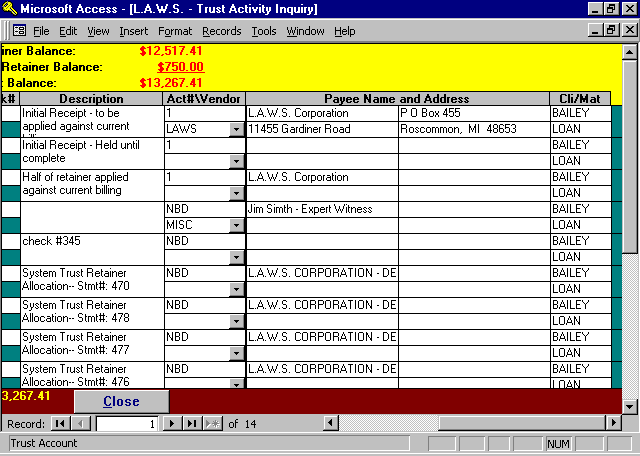 Microsoft Access - [L.A.W.S. - Trust Activity Inquiry]
File Edit View Insert Format Records Tools Window Help
iner Balance: $12,517.41
Retainer Balance: $750.00
: Balance: $13,267.41
k# Description Act#\Vendor Payee Name and Address Cli/Mat
Initial Receipt - to be 1 L.A.W.S. Corporation P O Box 455 BAILEY
applied against current LAWS 11455 Gardiner Road Roscommon, MI 48653 LOAN
Initial Receipt - Held until 1 BAILEY
complete LOAN
Half of retainer applied 1 L.A.W.S. Corporation BAILEY
against current billing LOAN
NBD Jim Simth - Expert Witness BAILEY
MISC LOAN
check #345 NBD BAILEY
LOAN
System Trust Retainer NBD L.A.W.S. CORPORATION - DE BAILEY
Allocation-- Stmt#: 470 LOAN
System Trust Retainer NBD L.A.W.S. CORPORATION - DE BAILEY
Allocation-- Stmt#: 478 LOAN
System Trust Retainer NBD L.A.W.S. CORPORATION - DE BAILEY
Allocation-- Stmt#: 477 LOAN
System Trust Retainer NBD L.A.W.S. CORPORATION - DE BAILEY
Allocation-- Stmt#: 476 LOAN
3,267.41 Close
Record: 1 of 14
Trust Account NUM